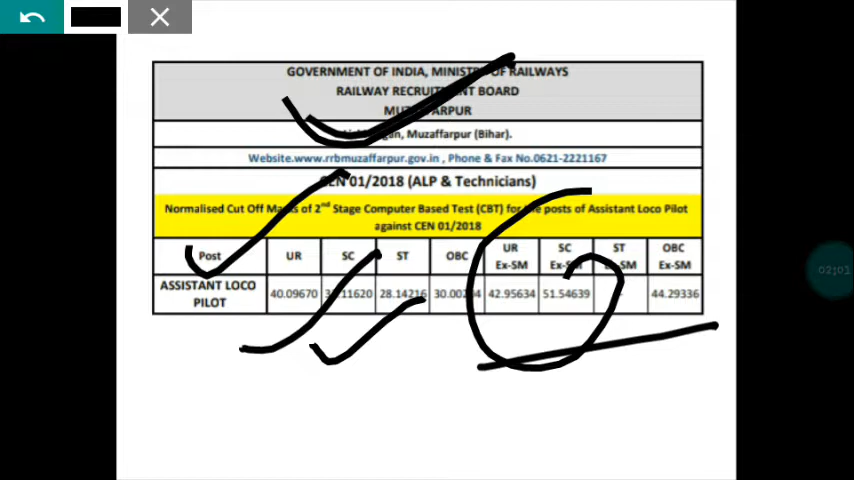 GOVERNMENT OF INDIA, MINISTRY OF RAILWAYS
RAILWAY RECRUITMENT BOARD
MUZAFFARPUR
Muzaffarpur (Bihar).
Website.www.rrbmuzaffarpur.gov.in , Phone & Fax No.0621-2221167
CEN 01/2018 (ALP & Technicians)
Normalised Cut Off Marks of 2nd Stage Computer Based Test (CBT) for the posts of Assistant Loco Pilot
against CEN 01/2018
Post UR SC ST OBC UR Ex-SM SC Ex-SM ST Ex-SM OBC Ex-SM
ASSISTANT LOCO PILOT 40.09670 28.14216 42.95634 51.54639 - 44.29336
02:01